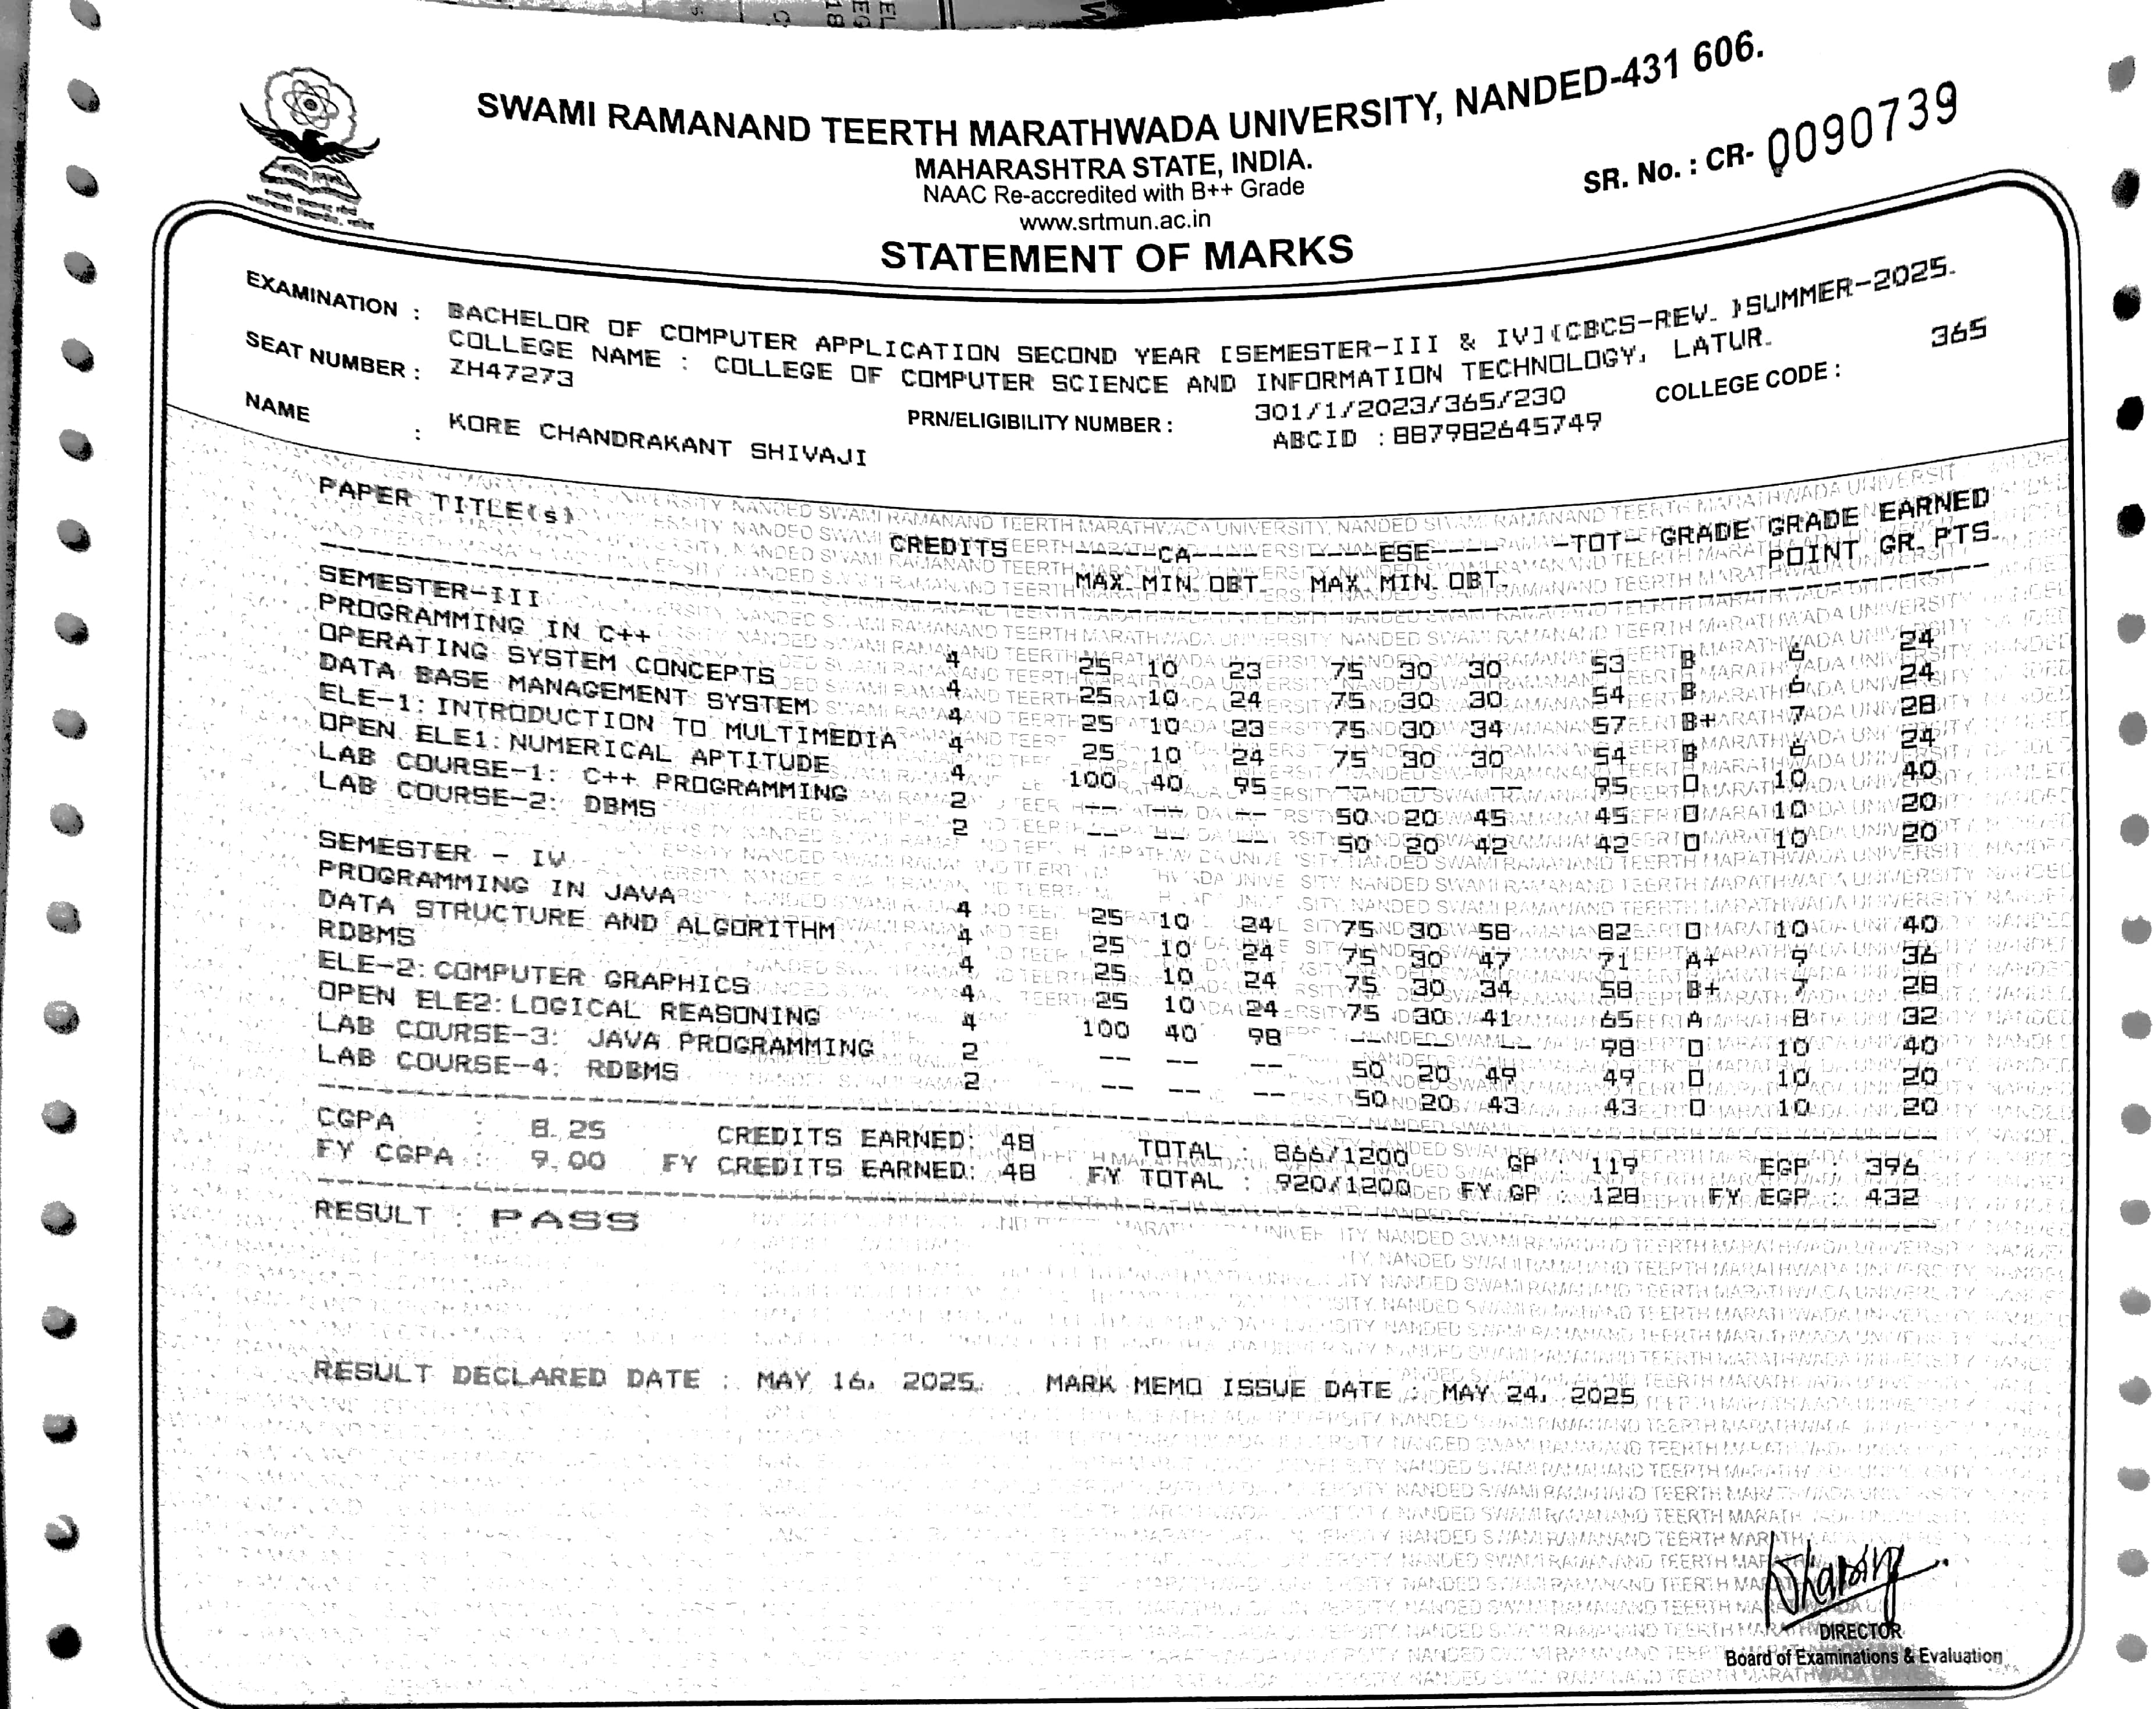 SWAMI RAMANAND TEERTH MARATHWADA UNIVERSITY, NANDED-431 606.
MAHARASHTRA STATE, INDIA.
NAAC Re-accredited with B++ Grade
www.srtmun.ac.in
SR. No. : CR- 0090739
STATEMENT OF MARKS
EXAMINATION : BACHELOR OF COMPUTER APPLICATION SECOND YEAR [SEMESTER-III & IV](CBCS-REV. )SUMMER-2025.
COLLEGE NAME : COLLEGE OF COMPUTER SCIENCE AND INFORMATION TECHNOLOGY, LATUR.
SEAT NUMBER : ZH47273 PRN/ELIGIBILITY NUMBER : 301/1/2023/365/230 COLLEGE CODE : 365
ABCID :887982645749
NAME : KORE CHANDRAKANT SHIVAJI
PAPER TITLE(s) CREDITS ----CA---- ----ESE---- -TOT- GRADE GRADE EARNED
MAX. MIN. OBT. MAX. MIN. OBT. POINT GR. PTS.
SEMESTER-III
PROGRAMMING IN C++ 4 25 10 23 75 30 30 53 B 6 24
OPERATING SYSTEM CONCEPTS 4 25 10 24 75 30 30 54 B 6 24
DATA BASE MANAGEMENT SYSTEM 4 25 10 23 75 30 34 57 B+ 7 28
ELE-1: INTRODUCTION TO MULTIMEDIA 4 25 10 24 75 30 30 54 B 6 24
OPEN ELE1: NUMERICAL APTITUDE 4 100 40 95 -- -- -- 95 O 10 40
LAB COURSE-1: C++ PROGRAMMING 2 -- -- -- 50 20 45 45 O 10 20
LAB COURSE-2: DBMS 2 -- -- -- 50 20 42 42 O 10 20
SEMESTER - IV
PROGRAMMING IN JAVA 4 25 10 24 75 30 58 82 O 10 40
DATA STRUCTURE AND ALGORITHM 4 25 10 24 75 30 47 71 A+ 9 36
RDBMS 4 25 10 24 75 30 34 58 B+ 7 28
ELE-2: COMPUTER GRAPHICS 4 25 10 24 75 30 41 65 A 8 32
OPEN ELE2: LOGICAL REASONING 4 100 40 98 -- -- -- 98 O 10 40
LAB COURSE-3: JAVA PROGRAMMING 2 -- -- -- 50 20 49 49 O 10 20
LAB COURSE-4: RDBMS 2 -- -- -- 50 20 43 43 O 10 20
CGPA : 8.25 CREDITS EARNED: 48 TOTAL : 866/1200 GP : 119 EGP : 396
FY CGPA : 9.00 FY CREDITS EARNED: 48 FY TOTAL : 920/1200 FY GP : 128 FY EGP : 432
RESULT : PASS
RESULT DECLARED DATE : MAY 16, 2025. MARK MEMO ISSUE DATE : MAY 24, 2025
DIRECTOR
Board of Examinations & Evaluation